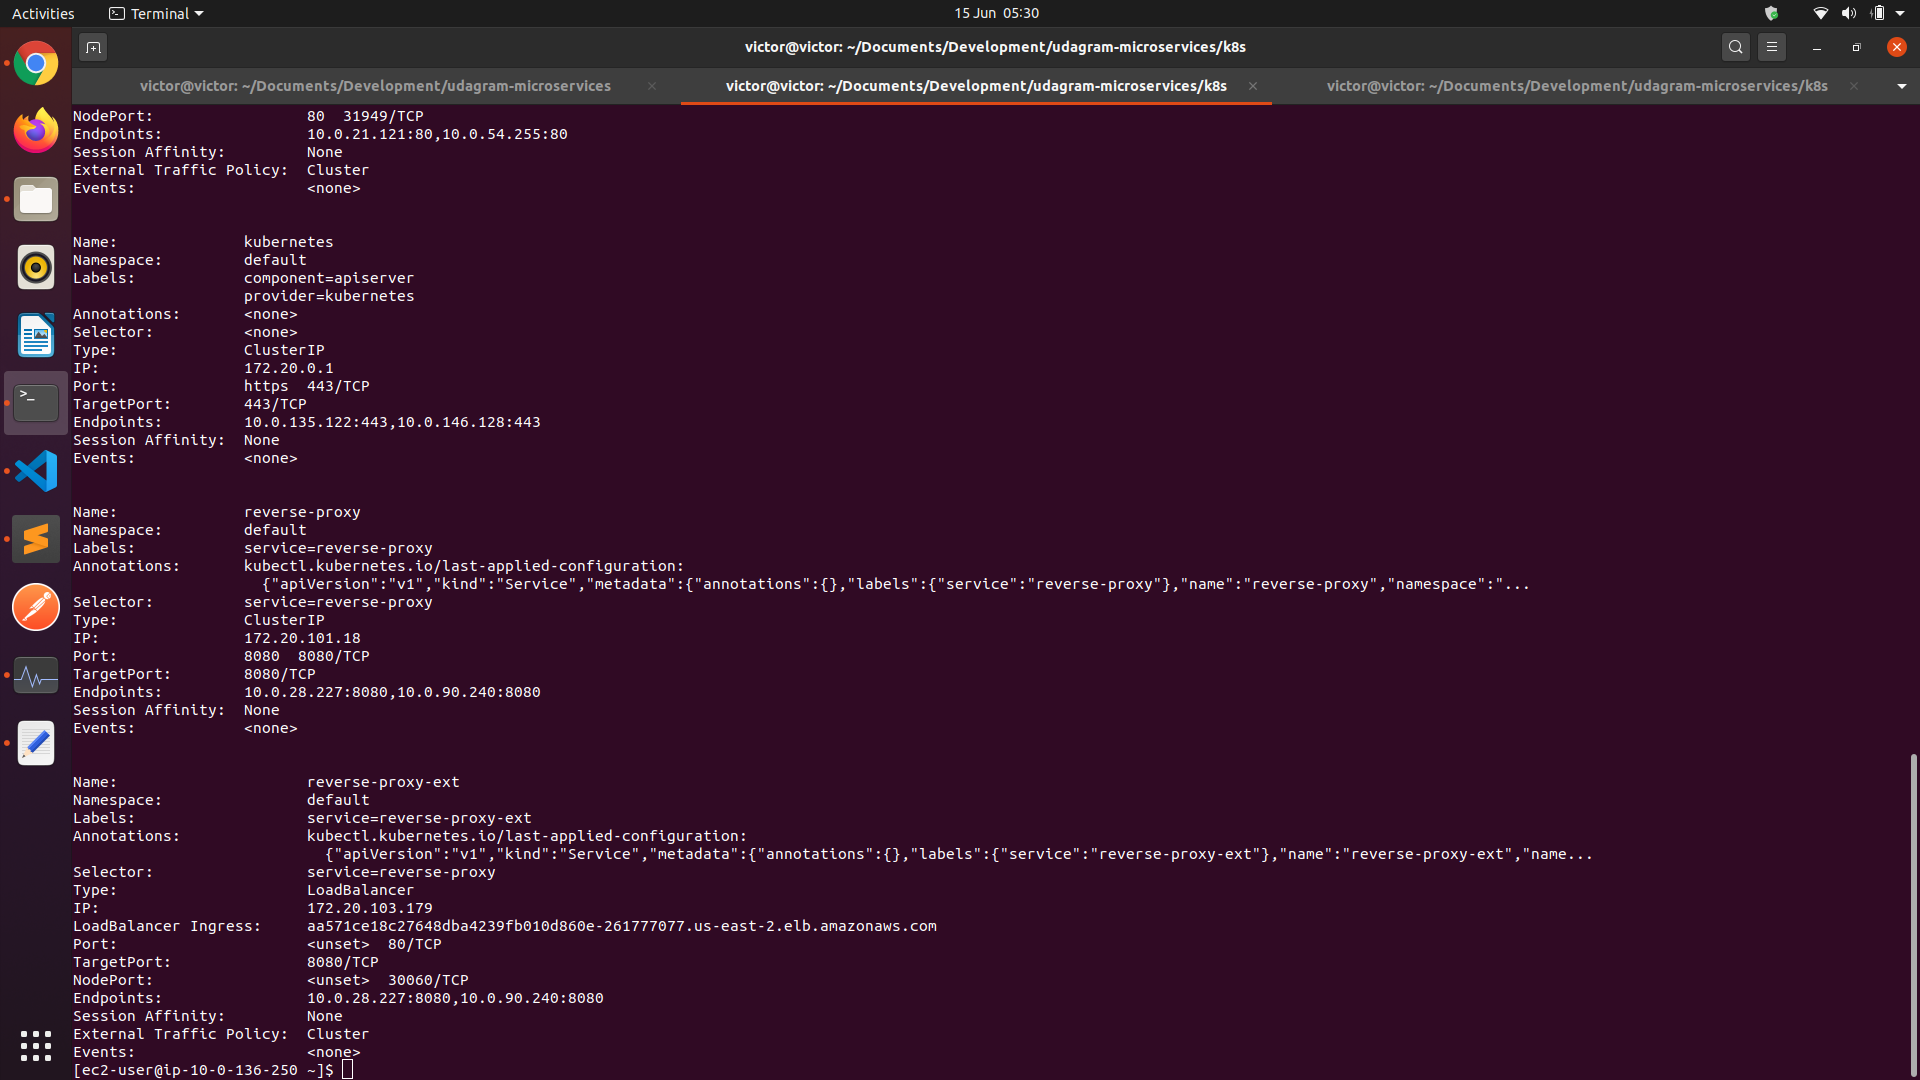 Activities
Terminal
15 Jun 05:30
victor@victor: ~/Documents/Development/udagram-microservices/k8s
victor@victor: ~/Documents/Development/udagram-microservices
victor@victor: ~/Documents/Development/udagram-microservices/k8s
victor@victor: ~/Documents/Development/udagram-microservices/k8s
NodePort: 80 31949/TCP
Endpoints: 10.0.21.121:80,10.0.54.255:80
Session Affinity: None
External Traffic Policy: Cluster
Events: <none>
Name: kubernetes
Namespace: default
Labels: component=apiserver
provider=kubernetes
Annotations: <none>
Selector: <none>
Type: ClusterIP
IP: 172.20.0.1
Port: https 443/TCP
TargetPort: 443/TCP
Endpoints: 10.0.135.122:443,10.0.146.128:443
Session Affinity: None
Events: <none>
Name: reverse-proxy
Namespace: default
Labels: service=reverse-proxy
Annotations: kubectl.kubernetes.io/last-applied-configuration:
{"apiVersion":"v1","kind":"Service","metadata":{"annotations":{},"labels":{"service":"reverse-proxy"},"name":"reverse-proxy","namespace":"...
Selector: service=reverse-proxy
Type: ClusterIP
IP: 172.20.101.18
Port: 8080 8080/TCP
TargetPort: 8080/TCP
Endpoints: 10.0.28.227:8080,10.0.90.240:8080
Session Affinity: None
Events: <none>
Name: reverse-proxy-ext
Namespace: default
Labels: service=reverse-proxy-ext
Annotations: kubectl.kubernetes.io/last-applied-configuration:
{"apiVersion":"v1","kind":"Service","metadata":{"annotations":{},"labels":{"service":"reverse-proxy-ext"},"name":"reverse-proxy-ext","name...
Selector: service=reverse-proxy
Type: LoadBalancer
IP: 172.20.103.179
LoadBalancer Ingress: aa571ce18c27648dba4239fb010d860e-261777077.us-east-2.elb.amazonaws.com
Port: <unset> 80/TCP
TargetPort: 8080/TCP
NodePort: <unset> 30060/TCP
Endpoints: 10.0.28.227:8080,10.0.90.240:8080
Session Affinity: None
External Traffic Policy: Cluster
Events: <none>
[ec2-user@ip-10-0-136-250 ~]$